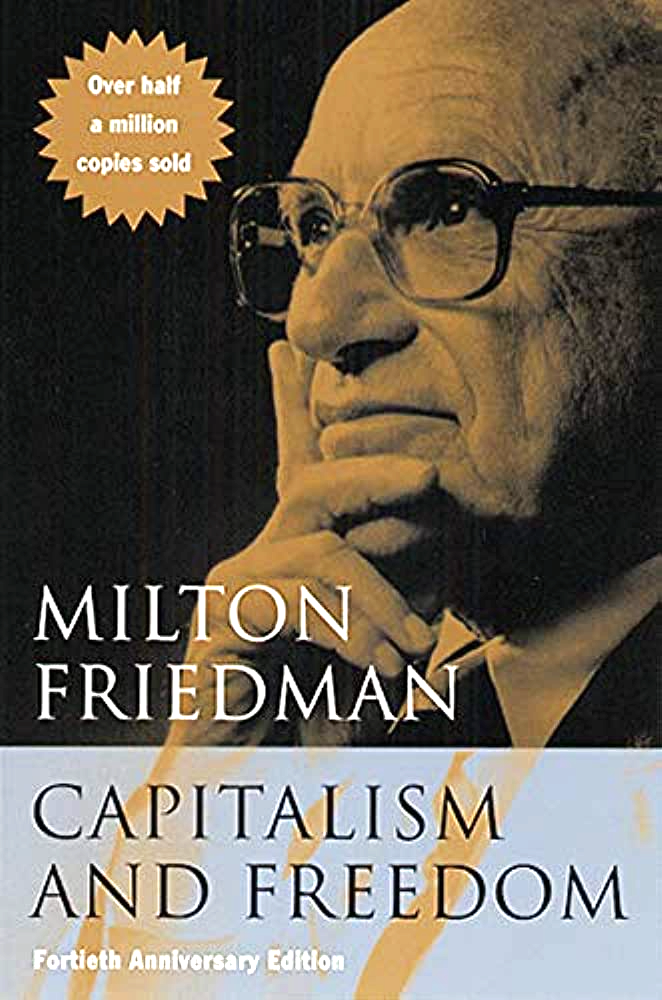 Over half
a million
copies sold
MILTON
FRIEDMAN
CAPITALISM
AND FREEDOM
Fortieth Anniversary Edition